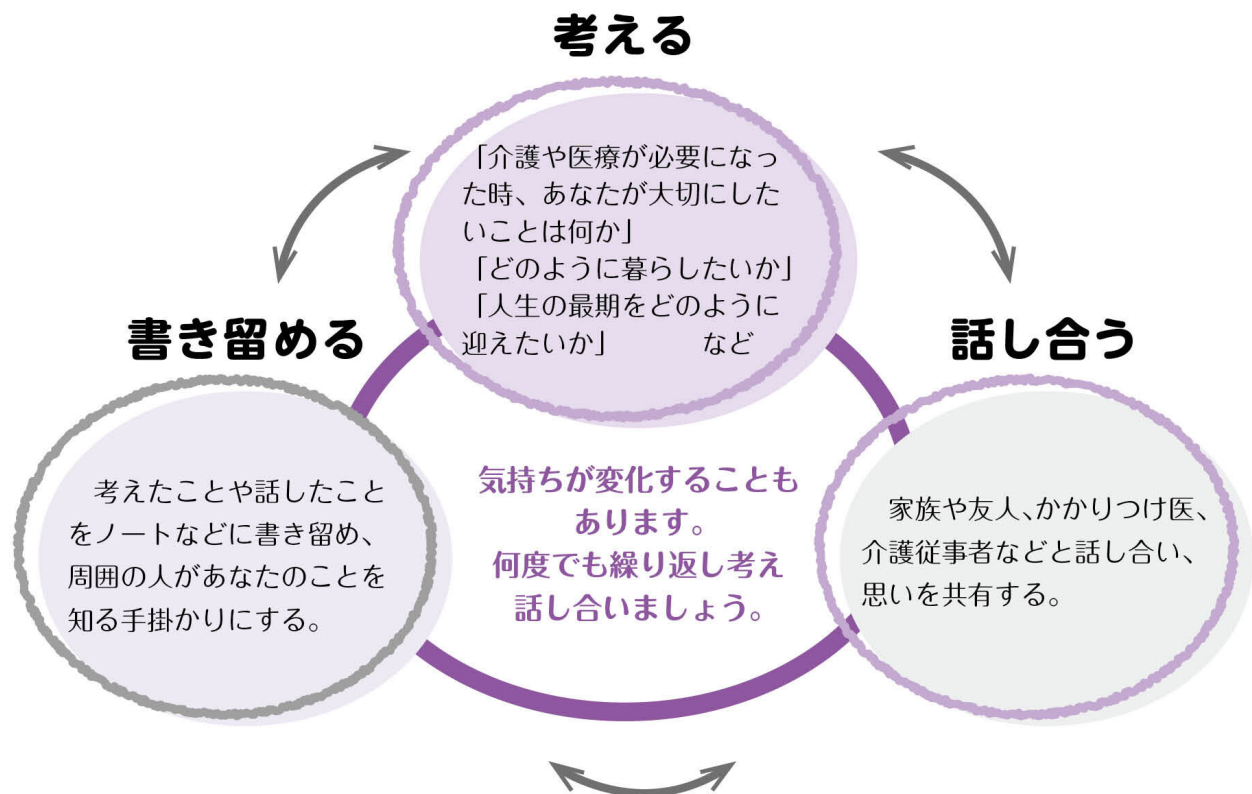 考える
「介護や医療が必要になっ
た時、あなたが大切にした
いことは何か」
「どのように暮らしたいか」
「人生の最期をどのように
迎えたいか」　　　など
書き留める
考えたことや話したこと
をノートなどに書き留め、
周囲の人があなたのことを
知る手掛かりにする。
話し合う
家族や友人、かかりつけ医、
介護従事者などと話し合い、
思いを共有する。
気持ちが変化することも
あります。
何度でも繰り返し考え
話し合いましょう。